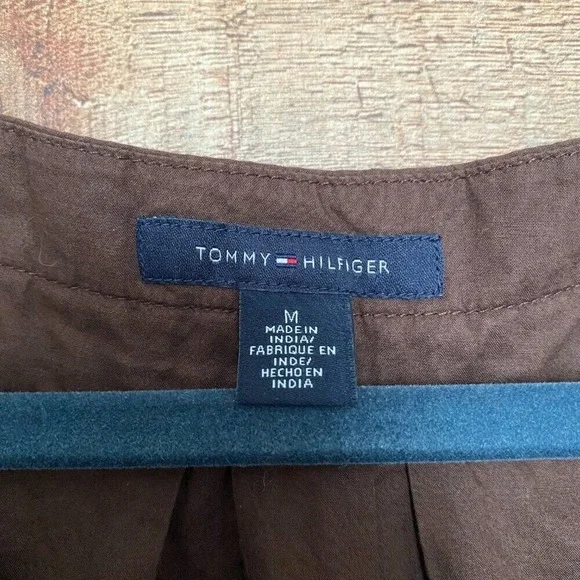 TOMMY HILFIGER
M
MADE IN
INDIA/
FABRIQUE EN
INDE/
HECHO EN
INDIA